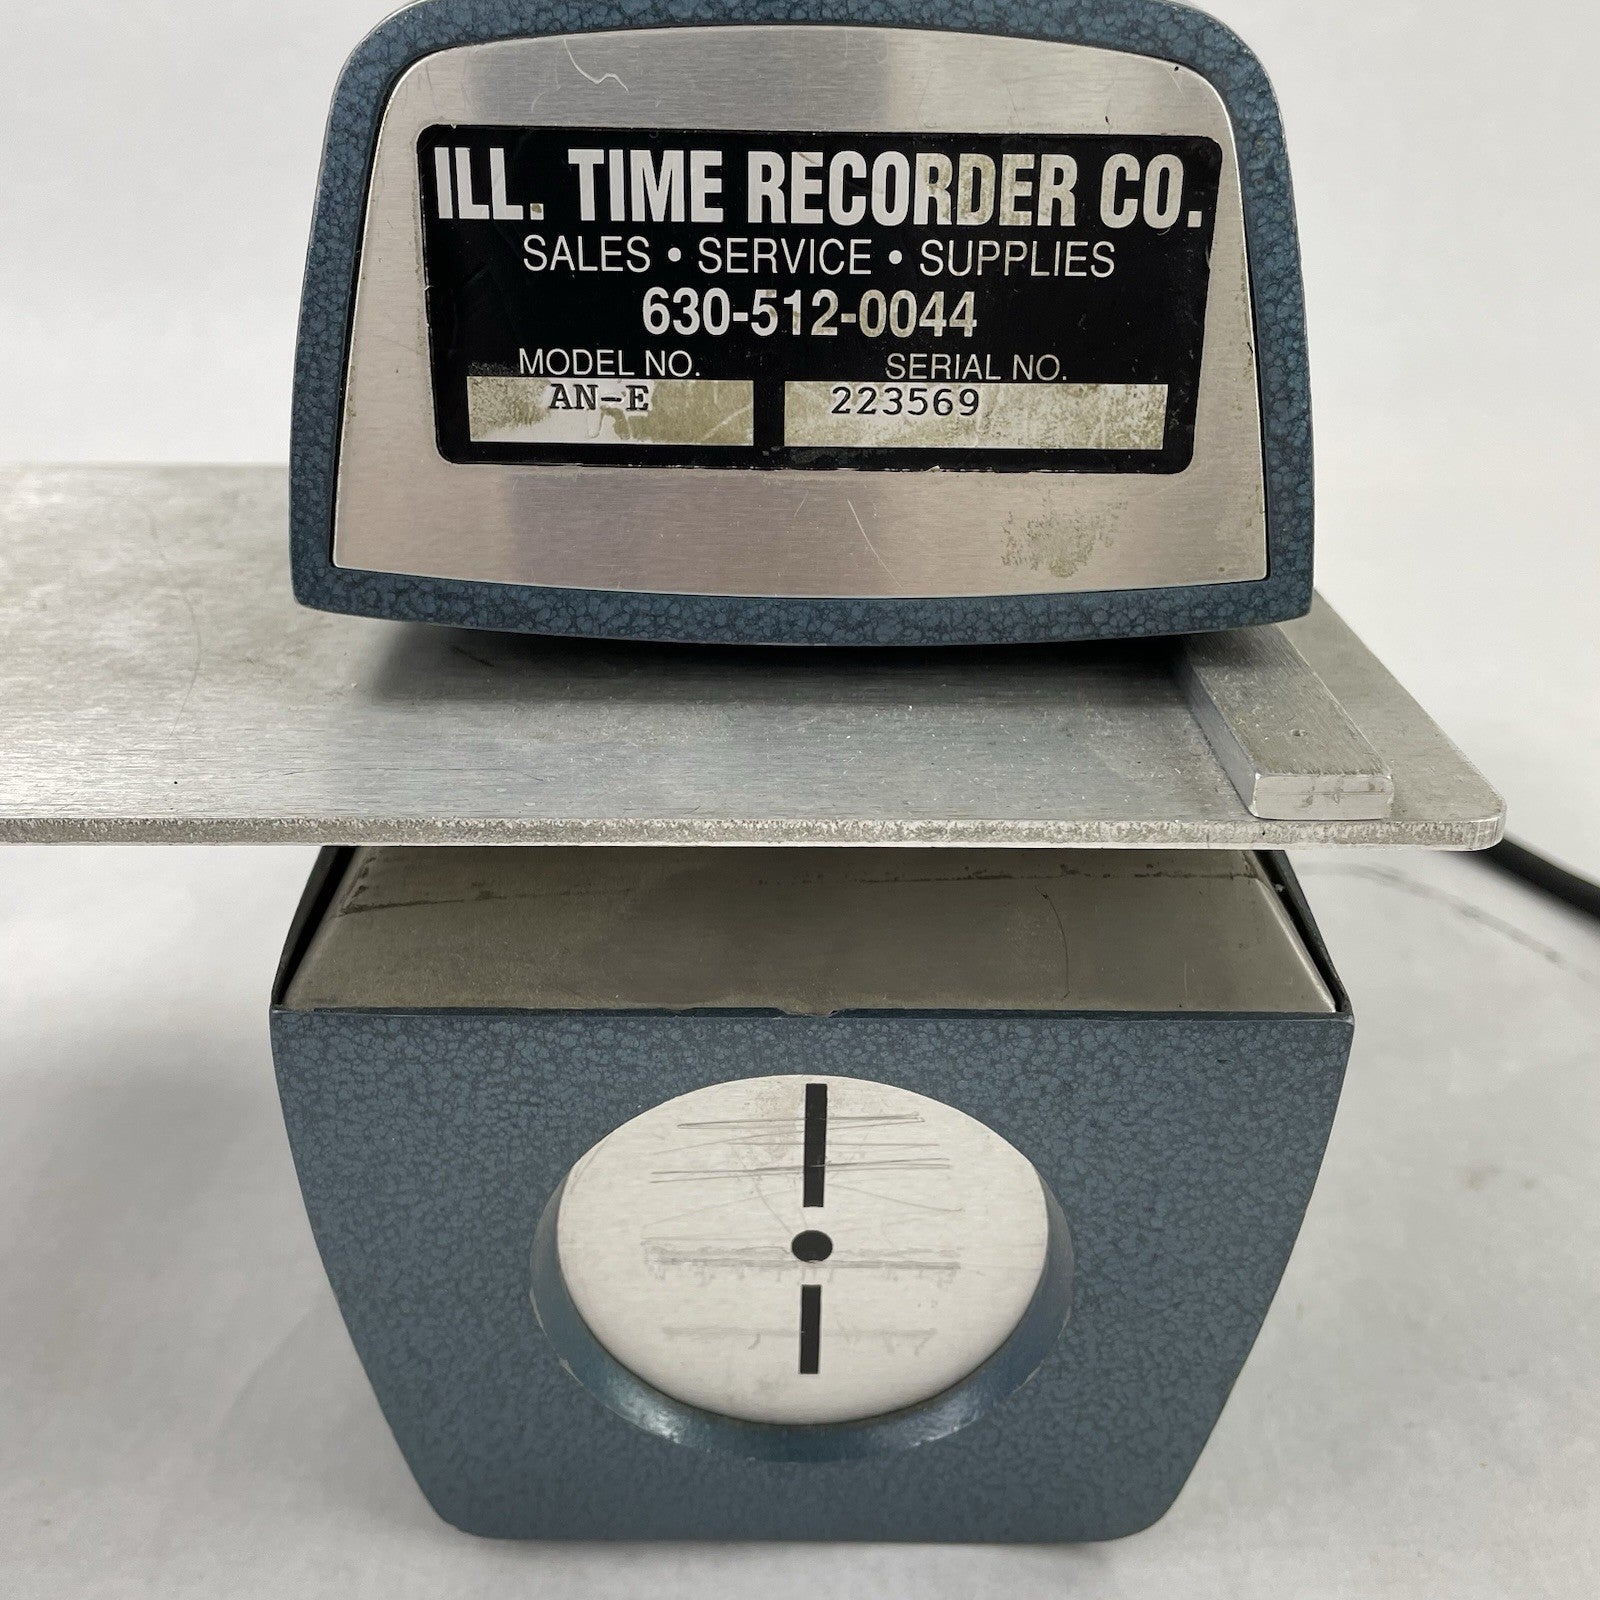 ILL. TIME RECORDER CO.
SALES • SERVICE • SUPPLIES
630-512-0044
MODEL NO. SERIAL NO.
AN-E 223569